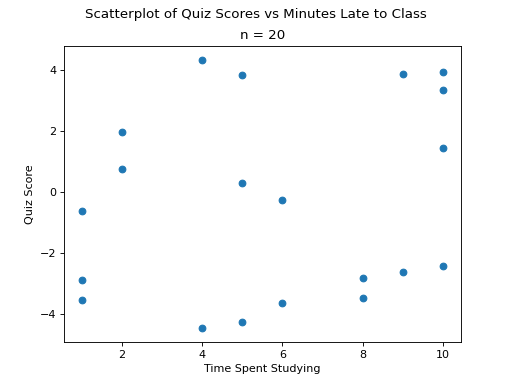 Scatterplot of Quiz Scores vs Minutes Late to Class
n = 20
4
2
0
−2
−4
Quiz Score
2 4 6 8 10
Time Spent Studying